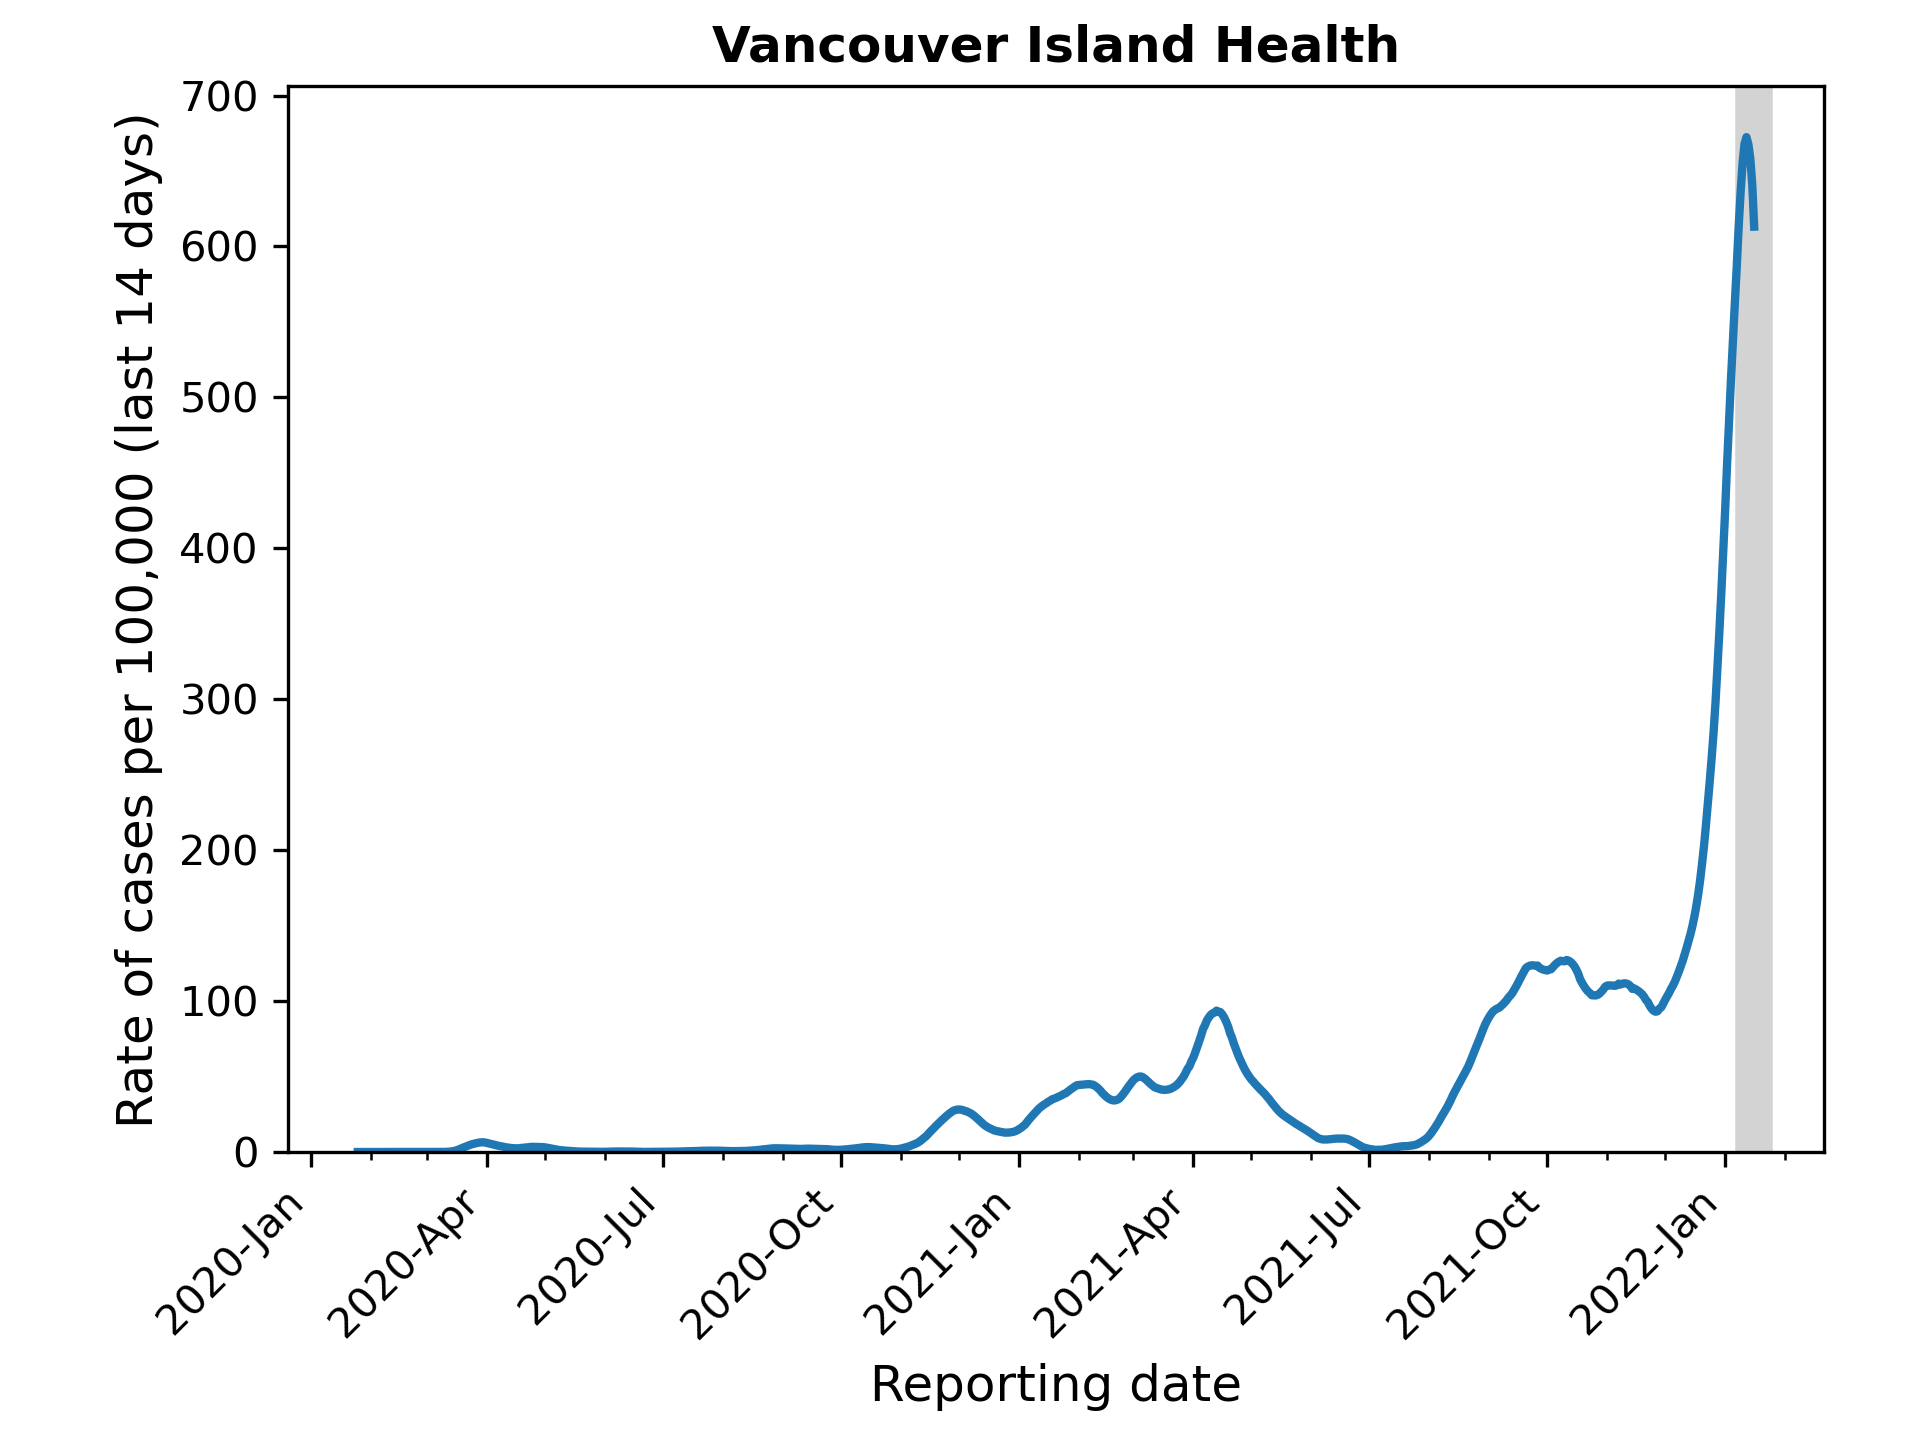 Vancouver Island Health
Rate of cases per 100,000 (last 14 days)
700
600
500
400
300
200
100
0
2020-Jan
2020-Apr
2020-Jul
2020-Oct
2021-Jan
2021-Apr
2021-Jul
2021-Oct
2022-Jan
Reporting date